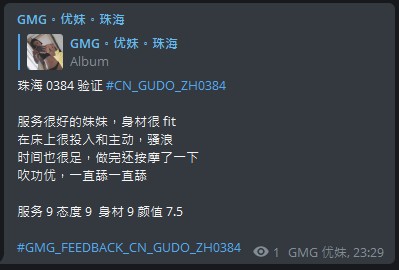 GMG。优妹。珠海
GMG。优妹。珠海
Album
珠海 0384 验证 #CN_GUDO_ZH0384
服务很好的妹妹，身材很 fit
在床上很投入和主动，骚浪
时间也很足，做完还按摩了一下
吹功优，一直舔一直舔
服务 9 态度 9 身材 9 颜值 7.5
#GMG_FEEDBACK_CN_GUDO_ZH0384
1 GMG 优妹, 23:29